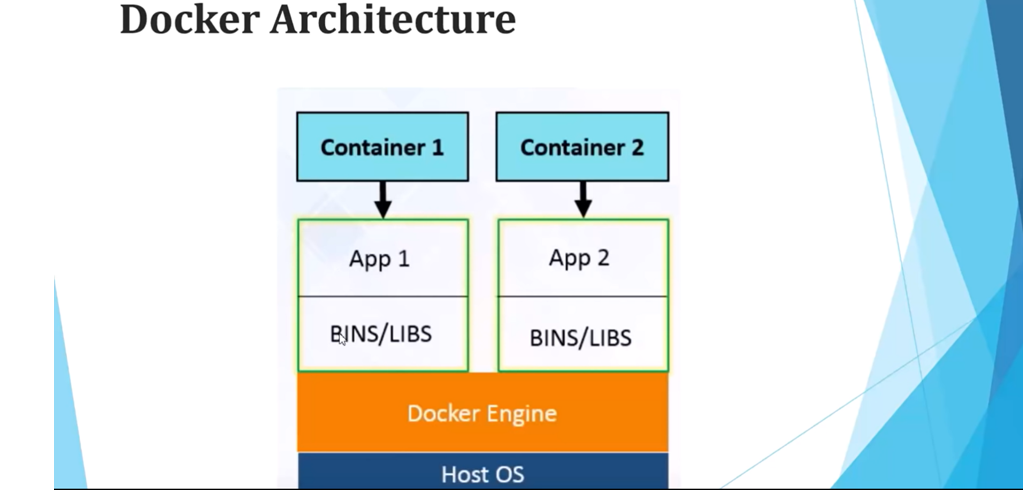 Docker Architecture
Container 1
Container 2
App 1
App 2
BINS/LIBS
BINS/LIBS
Docker Engine
Host OS